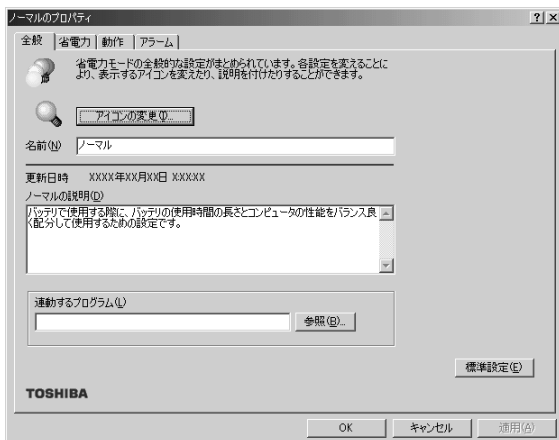 ノーマルのプロパティ
全般 省電力 動作 アラーム
省電力モードの全般的な設定がまとめられています。各設定を変えることに
より、表示するアイコンを変えたり、説明を付けたりすることができます。
アイコンの変更(I)...
名前(N) ノーマル
更新日時 XXXX年XX月XX日 X:XX:XX
ノーマルの説明(D)
バッテリで使用する際に、バッテリの使用時間の長さとコンピュータの性能をバランス良
く配分して使用するための設定です。
連動するプログラム(L)
参照(B)...
標準設定(E)
TOSHIBA
OK キャンセル 適用(A)